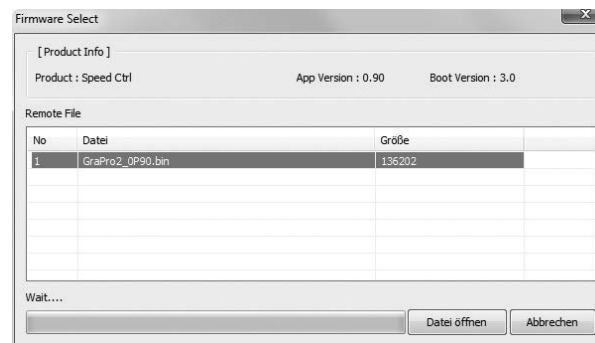 Firmware Select
[ Product Info ]
Product : Speed Ctrl App Version : 0.90 Boot Version : 3.0
Remote File
No Datei Größe
1 GraPro2_0P90.bin 136202
Wait....
Datei öffnen Abbrechen